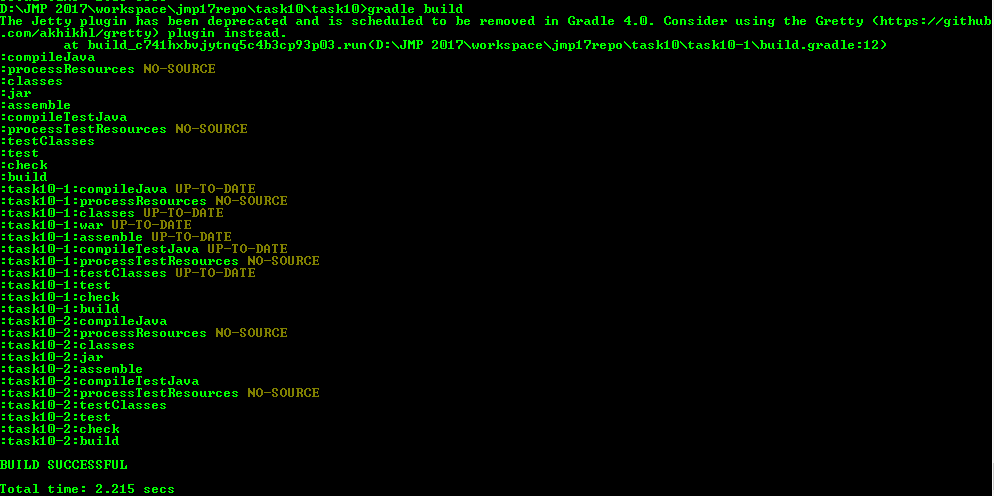 D:\JMP 2017\workspace\jmp17repo\task10\task10>gradle build
The Jetty plugin has been deprecated and is scheduled to be removed in Gradle 4.0. Consider using the Gretty (https://github
.com/akhikhl/gretty) plugin instead.
        at build_c741hxbvjytnq5c4b3cp93p03.run(D:\JMP 2017\workspace\jmp17repo\task10\task10-1\build.gradle:12)
:compileJava
:processResources NO-SOURCE
:classes
:jar
:assemble
:compileTestJava
:processTestResources NO-SOURCE
:testClasses
:test
:check
:build
:task10-1:compileJava UP-TO-DATE
:task10-1:processResources NO-SOURCE
:task10-1:classes UP-TO-DATE
:task10-1:war UP-TO-DATE
:task10-1:assemble UP-TO-DATE
:task10-1:compileTestJava UP-TO-DATE
:task10-1:processTestResources NO-SOURCE
:task10-1:testClasses UP-TO-DATE
:task10-1:test
:task10-1:check
:task10-1:build
:task10-2:compileJava
:task10-2:processResources NO-SOURCE
:task10-2:classes
:task10-2:jar
:task10-2:assemble
:task10-2:compileTestJava
:task10-2:processTestResources NO-SOURCE
:task10-2:testClasses
:task10-2:test
:task10-2:check
:task10-2:build
BUILD SUCCESSFUL
Total time: 2.215 secs